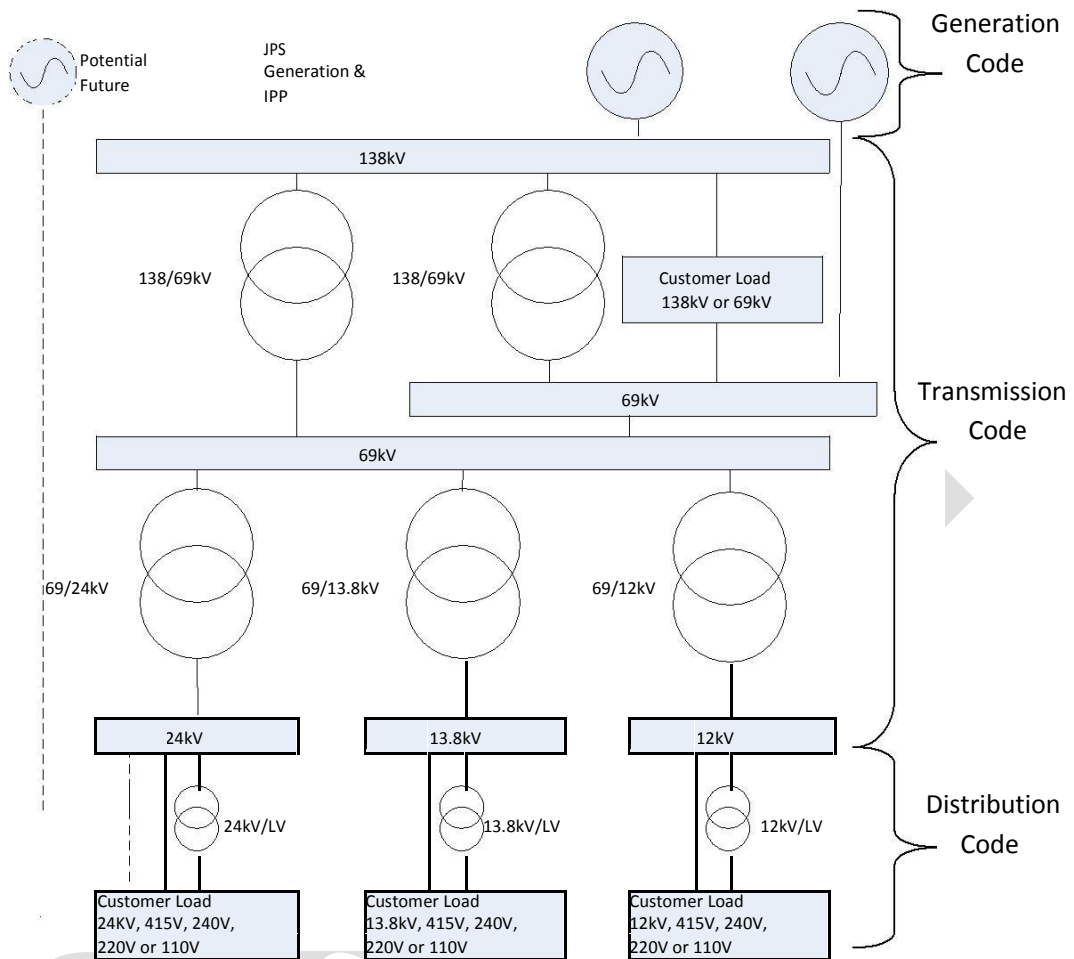 Potential
Future
JPS
Generation &
IPP
Generation
Code
138kV
138/69kV
138/69kV
Customer Load
138kV or 69kV
69kV
Transmission
Code
69kV
69/24kV
69/13.8kV
69/12kV
24kV
13.8kV
12kV
24kV/LV
13.8kV/LV
12kV/LV
Distribution
Code
Customer Load
24KV, 415V, 240V,
220V or 110V
Customer Load
13.8kV, 415V, 240V,
220V or 110V
Customer Load
12kV, 415V, 240V,
220V or 110V